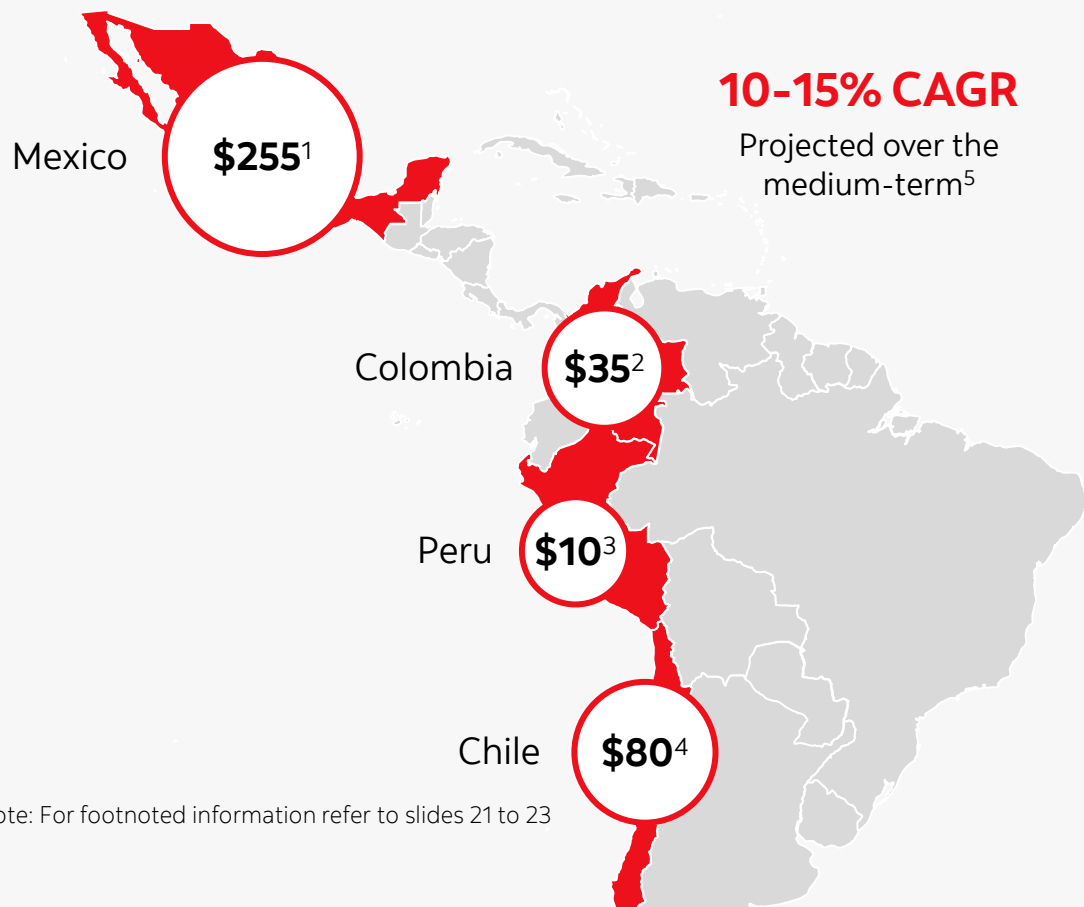 10-15% CAGR
Projected over the
medium-term⁵
Mexico
$255¹
Colombia
$35²
Peru
$10³
Chile
$80⁴
ote: For footnoted information refer to slides 21 to 23